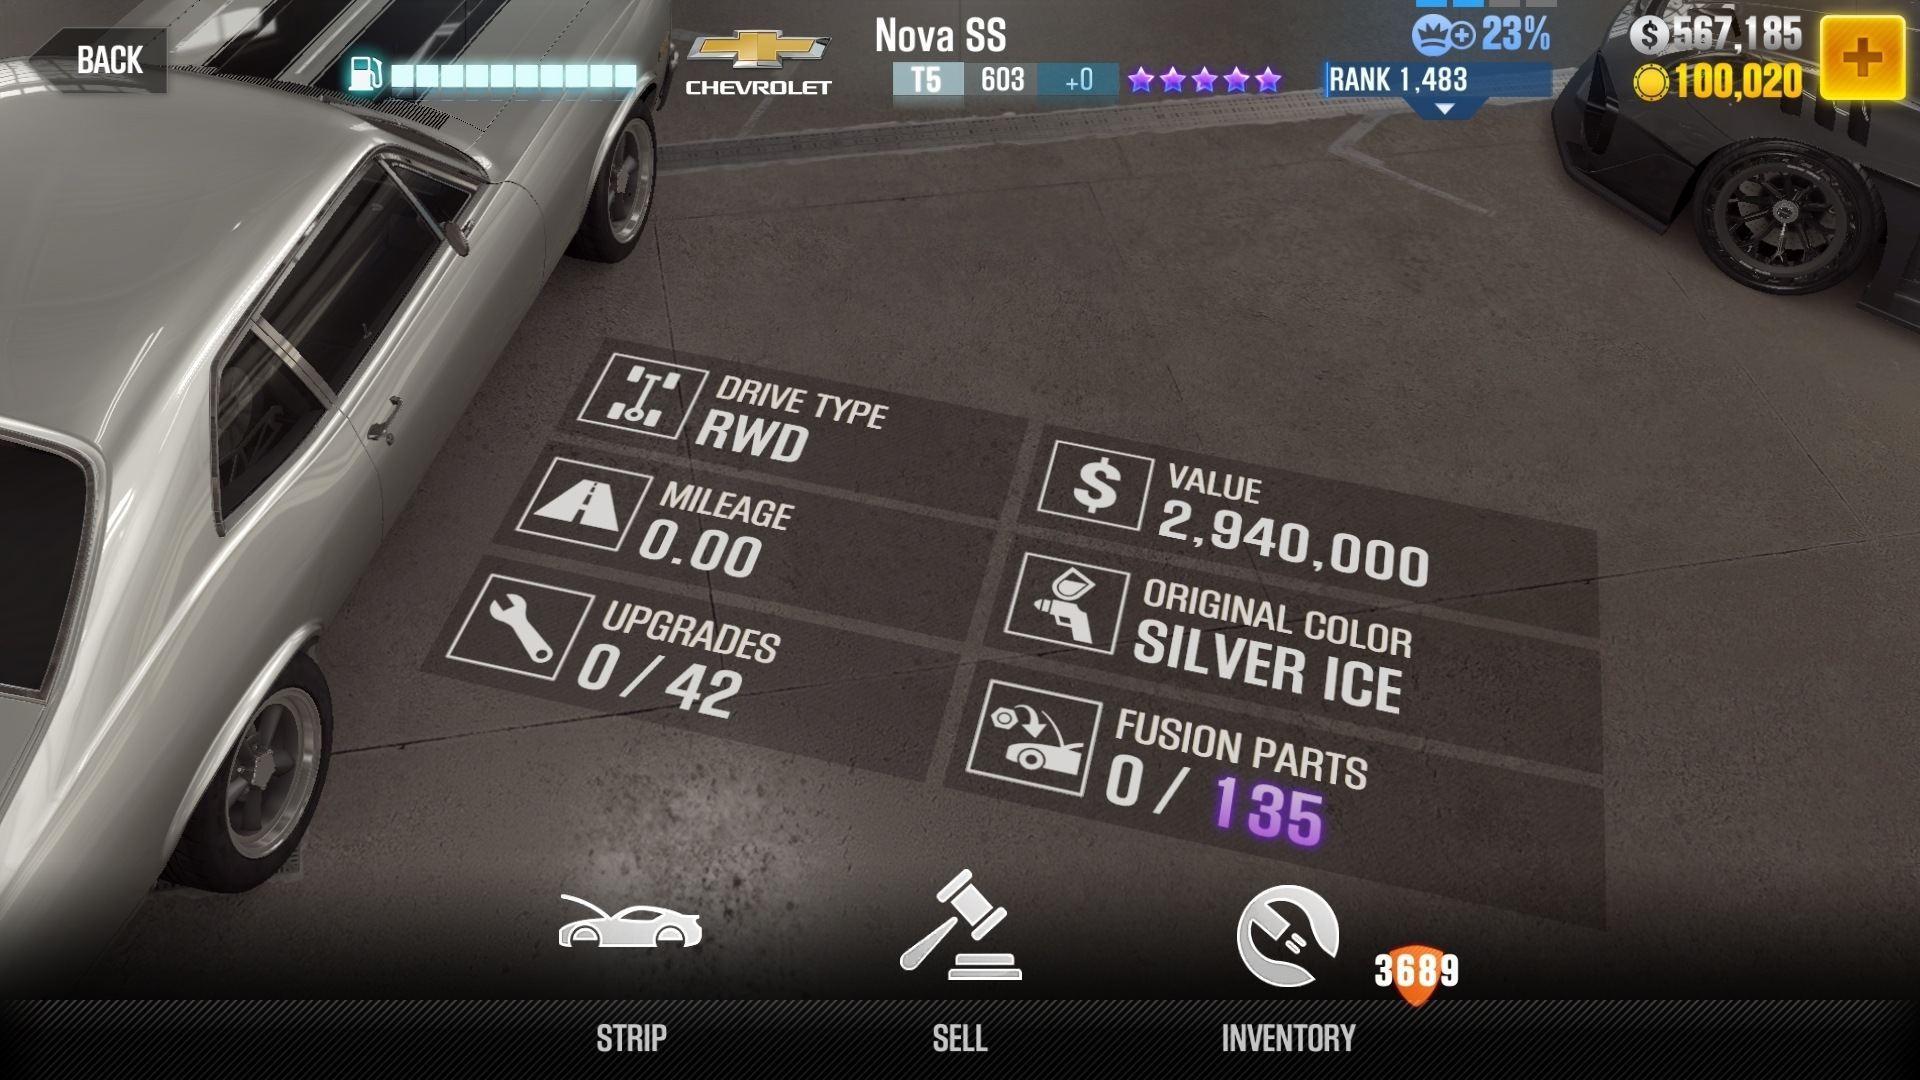 BACK
CHEVROLET
Nova SS
T5 603 +0
23%
RANK 1,483
567,185
100,020
DRIVE TYPE
RWD
MILEAGE
0.00
UPGRADES
0 / 42
VALUE
2,940,000
ORIGINAL COLOR
SILVER ICE
FUSION PARTS
0 / 135
3689
STRIP
SELL
INVENTORY